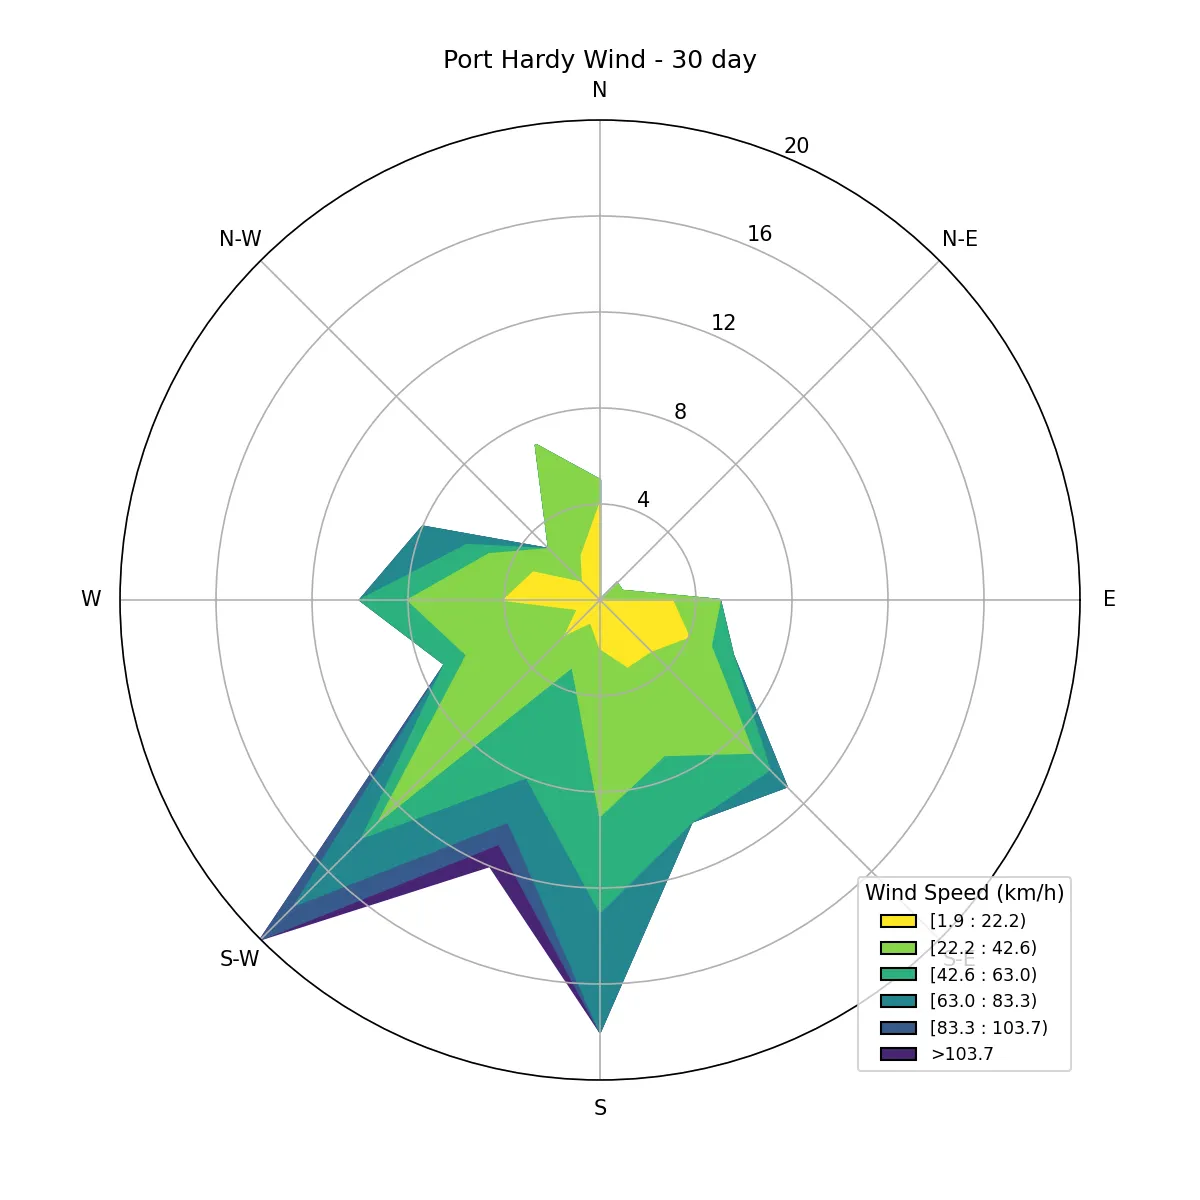 Port Hardy Wind - 30 day
N
20
N-W
16
N-E
12
8
4
W
E
S-W
S-E
S
Wind Speed (km/h)
[1.9 : 22.2)
[22.2 : 42.6)
[42.6 : 63.0)
[63.0 : 83.3)
[83.3 : 103.7)
>103.7